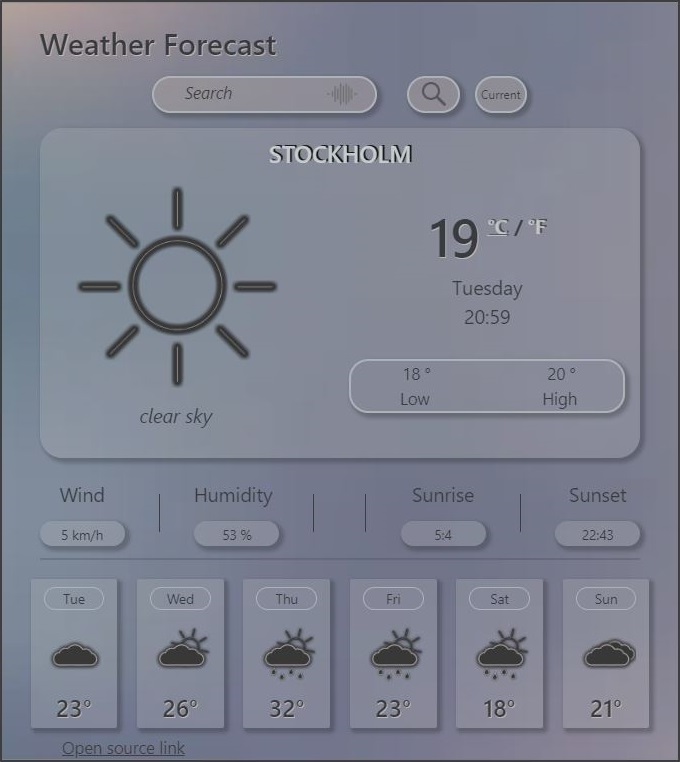 Weather Forecast
Search
Current
STOCKHOLM
19 °C / °F
Tuesday
20:59
18 ° 20 °
Low High
clear sky
Wind Humidity Sunrise Sunset
5 km/h 53 % 5:4 22:43
Tue Wed Thu Fri Sat Sun
23° 26° 32° 23° 18° 21°
Open source link